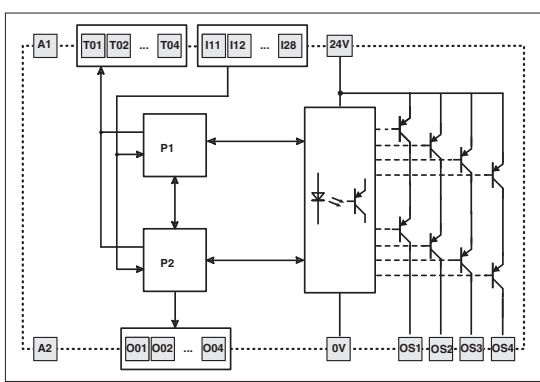 A1 T01 T02 ... T04 I11 I12 ... I28 24V
P1
P2
A2 O01 O02 ... O04 0V OS1 OS2 OS3 OS4